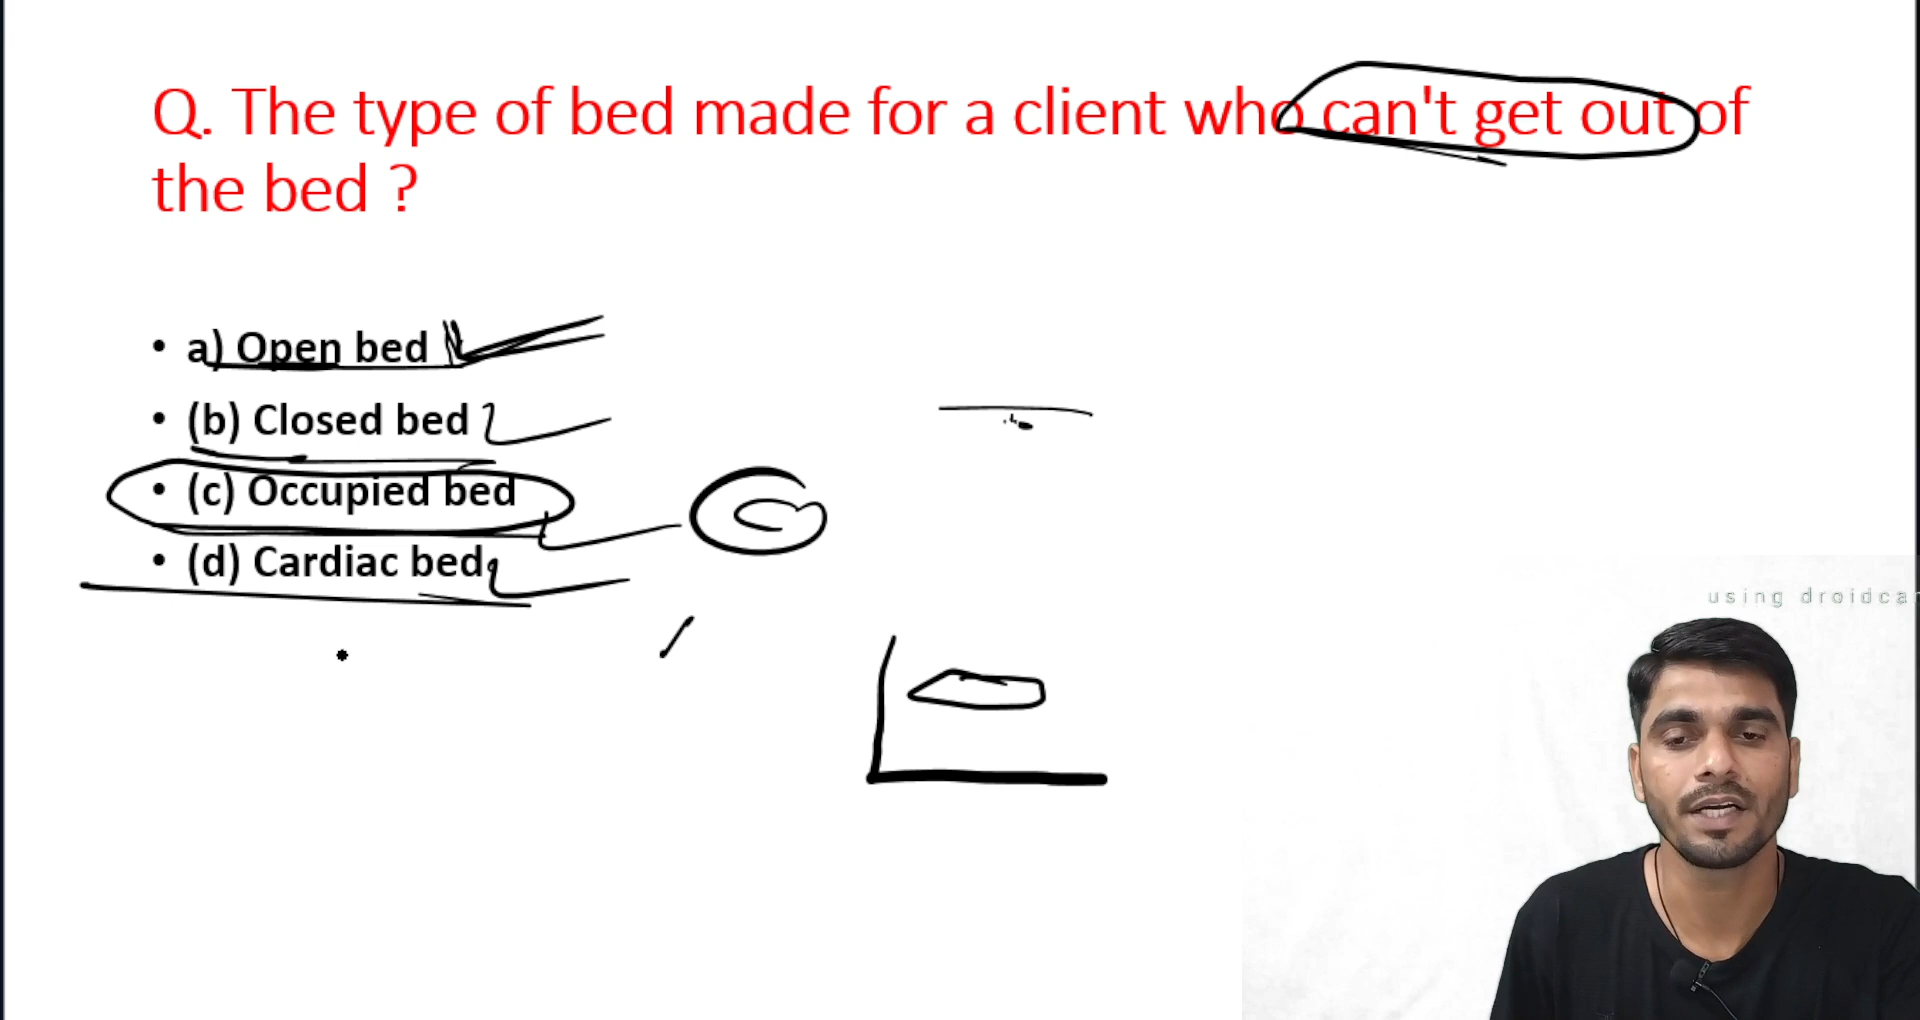 Q. The type of bed made for a client who can't get out of
the bed ?
• a) Open bed
• (b) Closed bed
• (c) Occupied bed
• (d) Cardiac bed
using droidca